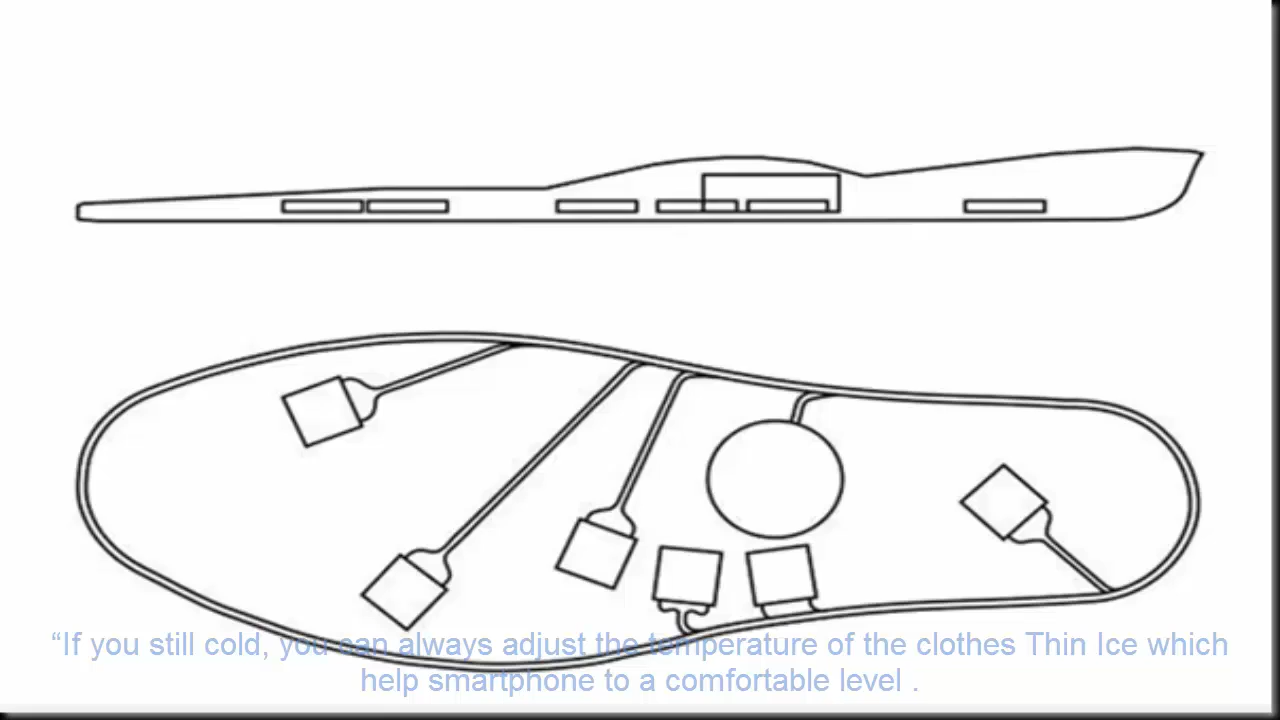 “If you still cold, you can always adjust the temperature of the clothes Thin Ice which
help smartphone to a comfortable level .